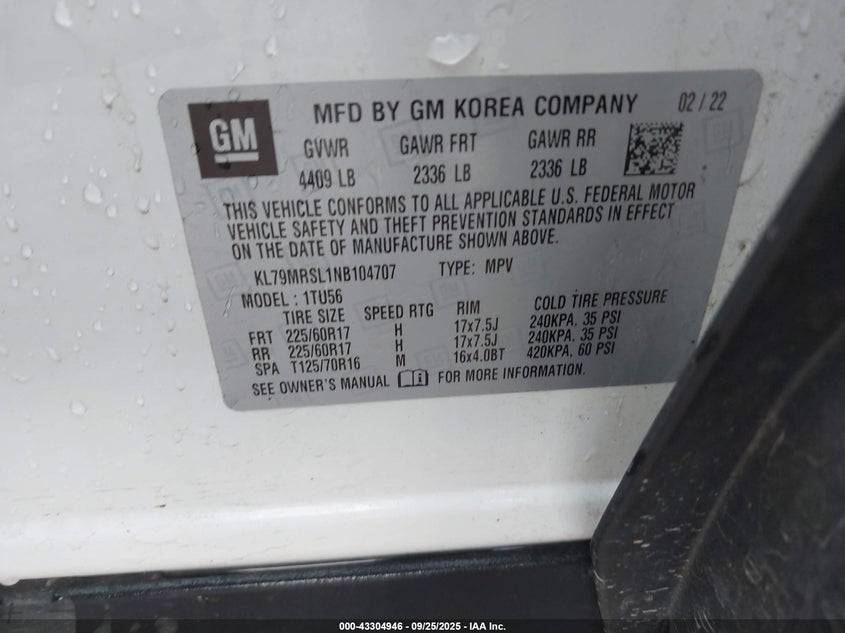 GM
MFD BY GM KOREA COMPANY 02 / 22
GVWR GAWR FRT GAWR RR
4409 LB 2336 LB 2336 LB
THIS VEHICLE CONFORMS TO ALL APPLICABLE U.S. FEDERAL MOTOR
VEHICLE SAFETY AND THEFT PREVENTION STANDARDS IN EFFECT
ON THE DATE OF MANUFACTURE SHOWN ABOVE.
KL79MRSL1NB104707 TYPE: MPV
MODEL : 1TU56
TIRE SIZE SPEED RTG RIM COLD TIRE PRESSURE
FRT 225/60R17 H 17x7.5J 240KPA, 35 PSI
RR 225/60R17 H 17x7.5J 240KPA, 35 PSI
SPA T125/70R16 M 16x4.0BT 420KPA, 60 PSI
SEE OWNER'S MANUAL FOR MORE INFORMATION.
000-43304946 - 09/25/2025 - IAA Inc.